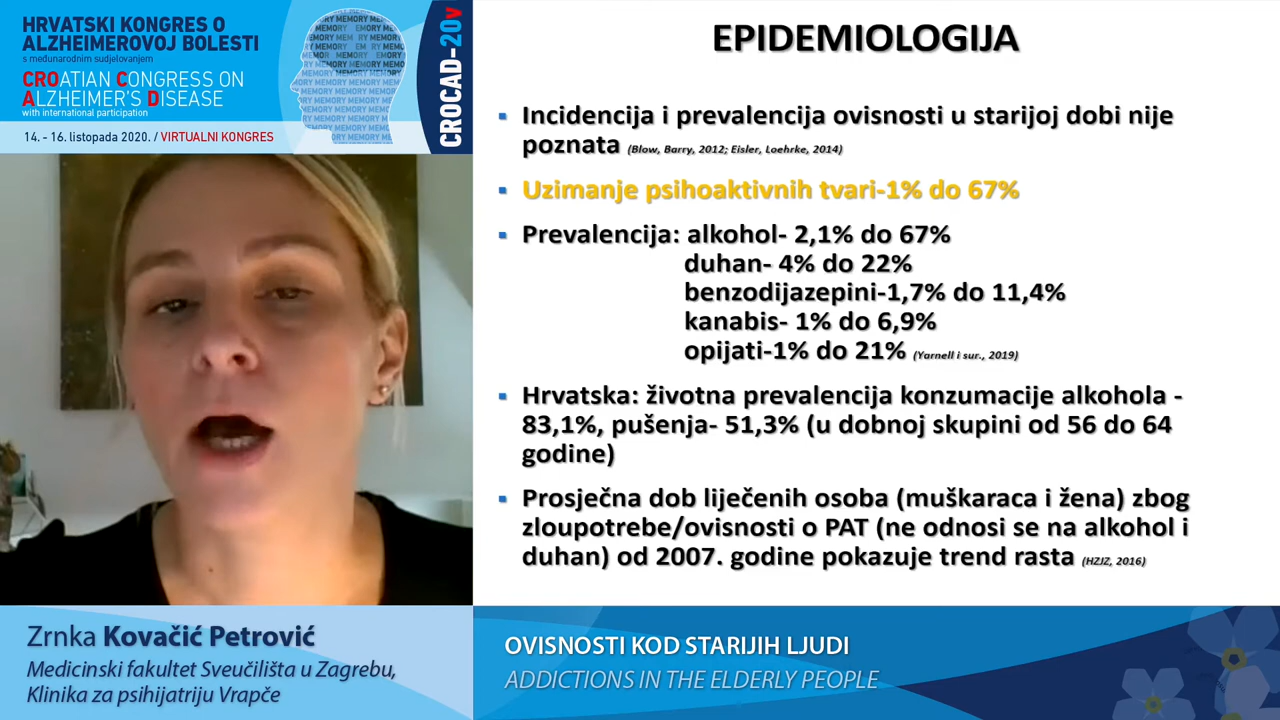 HRVATSKI KONGRES O
ALZHEIMEROVOJ BOLESTI
s međunarodnim sudjelovanjem
CROATIAN CONGRESS ON
ALZHEIMER'S DISEASE
with international participation
14. - 16. listopada 2020. / VIRTUALNI KONGRES
CROCAD-20v
EPIDEMIOLOGIJA
▪ Incidencija i prevalencija ovisnosti u starijoj dobi nije
poznata (Blow, Barry, 2012; Eisler, Loehrke, 2014)
▪ Uzimanje psihoaktivnih tvari-1% do 67%
▪ Prevalencija: alkohol- 2,1% do 67%
duhan- 4% do 22%
benzodijazepini-1,7% do 11,4%
kanabis- 1% do 6,9%
opijati-1% do 21% (Yarnell i sur., 2019)
▪ Hrvatska: životna prevalencija konzumacije alkohola -
83,1%, pušenja- 51,3% (u dobnoj skupini od 56 do 64
godine)
▪ Prosječna dob liječenih osoba (muškaraca i žena) zbog
zloupotrebe/ovisnosti o PAT (ne odnosi se na alkohol i
duhan) od 2007. godine pokazuje trend rasta (HZJZ, 2016)
Zrnka Kovačić Petrović
Medicinski fakultet Sveučilišta u Zagrebu,
Klinika za psihijatriju Vrapče
OVISNOSTI KOD STARIJIH LJUDI
ADDICTIONS IN THE ELDERLY PEOPLE